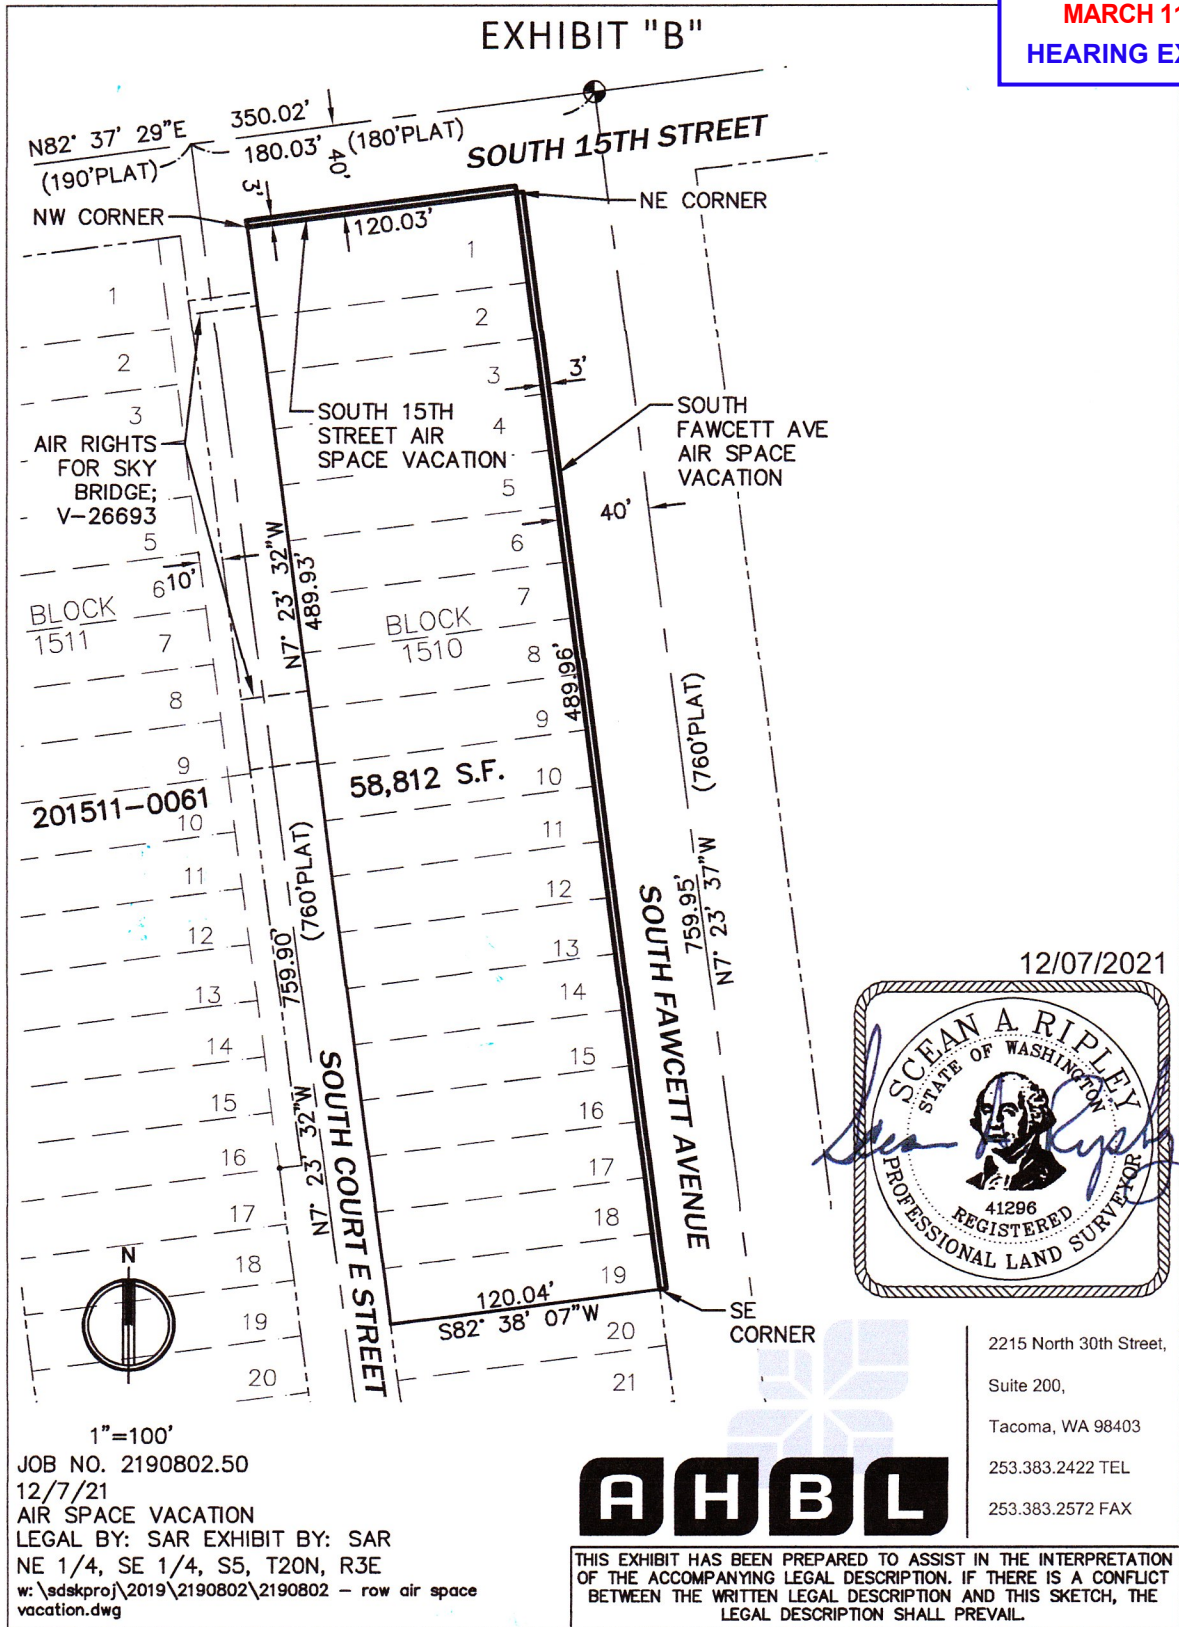 EXHIBIT "B"
MARCH 11
HEARING EX
N82° 37' 29"E
(190'PLAT)
350.02'
180.03'
(180'PLAT)
40'
SOUTH 15TH STREET
3'
NW CORNER
120.03'
NE CORNER
1
2
3
4
5
6
7
8
9
10
11
12
13
14
15
16
17
18
19
20
21
3'
SOUTH 15TH
STREET AIR
SPACE VACATION
SOUTH
FAWCETT AVE
AIR SPACE
VACATION
40'
1
2
3
AIR RIGHTS
FOR SKY
BRIDGE;
V-26693
5
6
10'
7
8
9
10
11
12
13
14
15
16
17
18
19
20
BLOCK
1511
BLOCK
1510
N7° 23' 32"W
489.93'
489.96'
58,812 S.F.
201511-0061
(760'PLAT)
759.90'
N7° 23' 32"W
SOUTH COURT E STREET
(760'PLAT)
759.95'
N7° 23' 37"W
SOUTH FAWCETT AVENUE
120.04'
S82° 38' 07"W
SE
CORNER
N
12/07/2021
SCEAN A RIPLEY
STATE OF WASHINGTON
41296
REGISTERED
PROFESSIONAL LAND SURVEYOR
1"=100'
JOB NO. 2190802.50
12/7/21
AIR SPACE VACATION
LEGAL BY: SAR EXHIBIT BY: SAR
NE 1/4, SE 1/4, S5, T20N, R3E
w:\sdskproj\2019\2190802\2190802 - row air space
vacation.dwg
AHBL
2215 North 30th Street,
Suite 200,
Tacoma, WA 98403
253.383.2422 TEL
253.383.2572 FAX
THIS EXHIBIT HAS BEEN PREPARED TO ASSIST IN THE INTERPRETATION
OF THE ACCOMPANYING LEGAL DESCRIPTION. IF THERE IS A CONFLICT
BETWEEN THE WRITTEN LEGAL DESCRIPTION AND THIS SKETCH, THE
LEGAL DESCRIPTION SHALL PREVAIL.